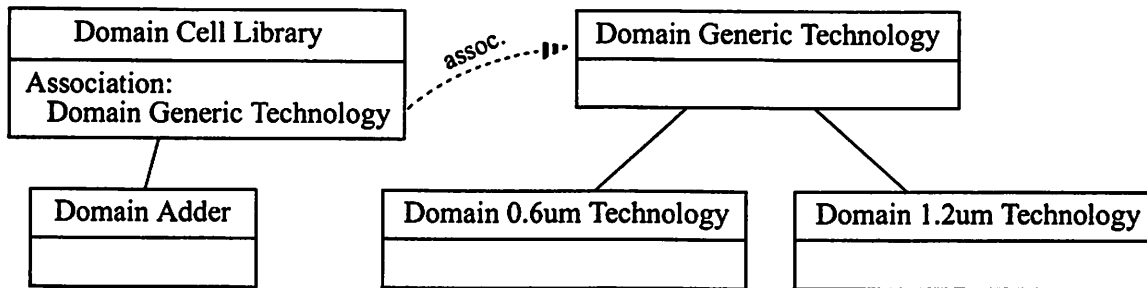 Domain Cell Library
Association:
Domain Generic Technology
assoc.
Domain Generic Technology
Domain Adder
Domain 0.6um Technology
Domain 1.2um Technology